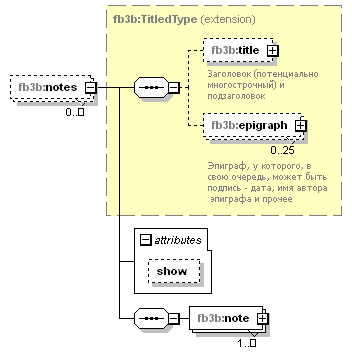 fb3b:TitledType (extension)
fb3b:title
Заголовок (потенциально
многострочный) и
подзаголовок
fb3b:notes
0..
fb3b:epigraph
0..25
Эпиграф, у которого, в
свою очередь, может быть
подпись - дата, имя автора
эпиграфа и прочее
attributes
show
fb3b:note
1..